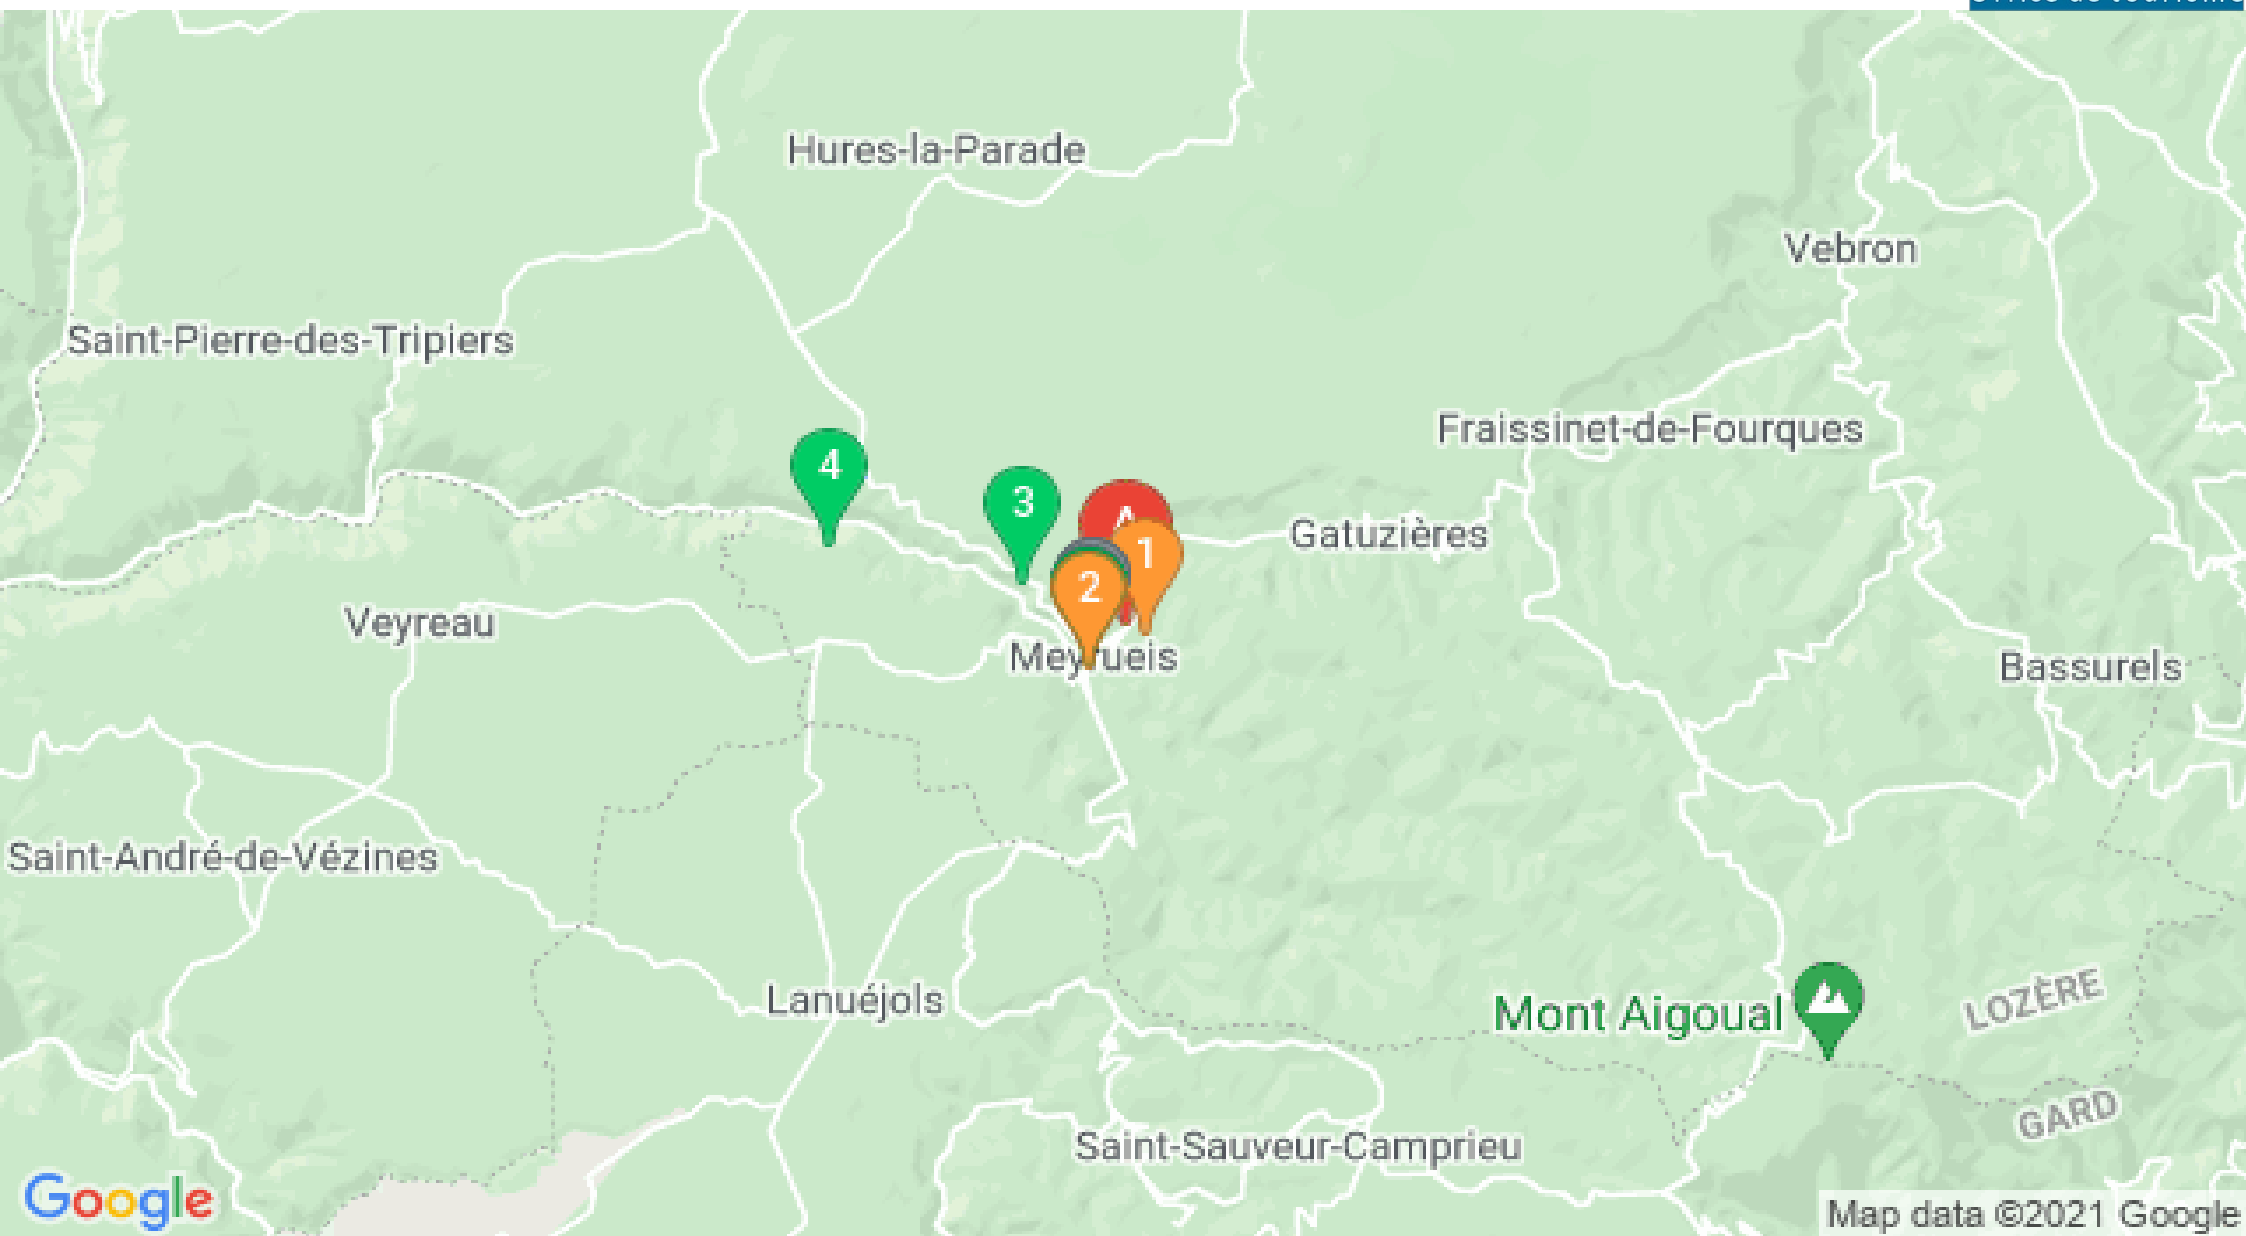 Hures-la-Parade
Vebron
Saint-Pierre-des-Tripiers
Fraissinet-de-Fourques
4
3
A
1
Gatuzières
2
Veyreau
Meyrueis
Bassurels
Saint-André-de-Vézines
Lanuéjols
Mont Aigoual
LOZÈRE
GARD
Saint-Sauveur-Camprieu
Google
Map data ©2021 Google